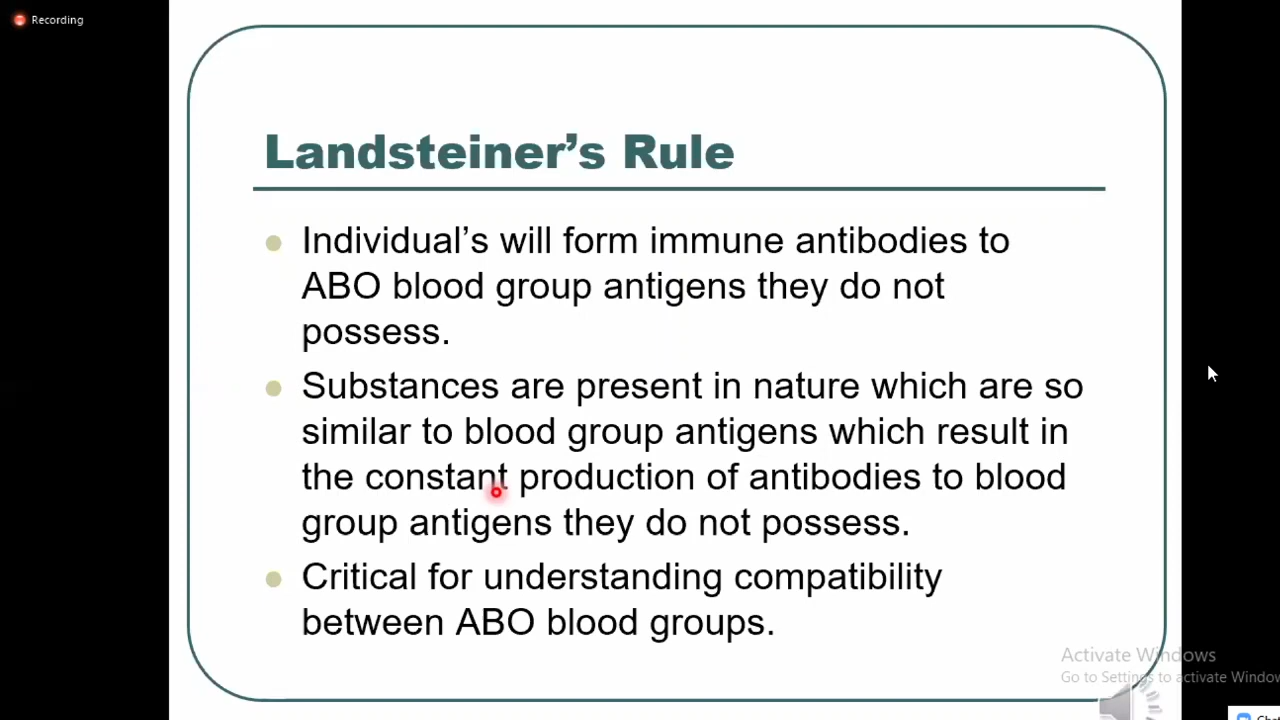 Recording
Landsteiner’s Rule
Individual’s will form immune antibodies to
ABO blood group antigens they do not
possess.
Substances are present in nature which are so
similar to blood group antigens which result in
the constant production of antibodies to blood
group antigens they do not possess.
Critical for understanding compatibility
between ABO blood groups.
Activate Windows
Go to Settings to activate Window